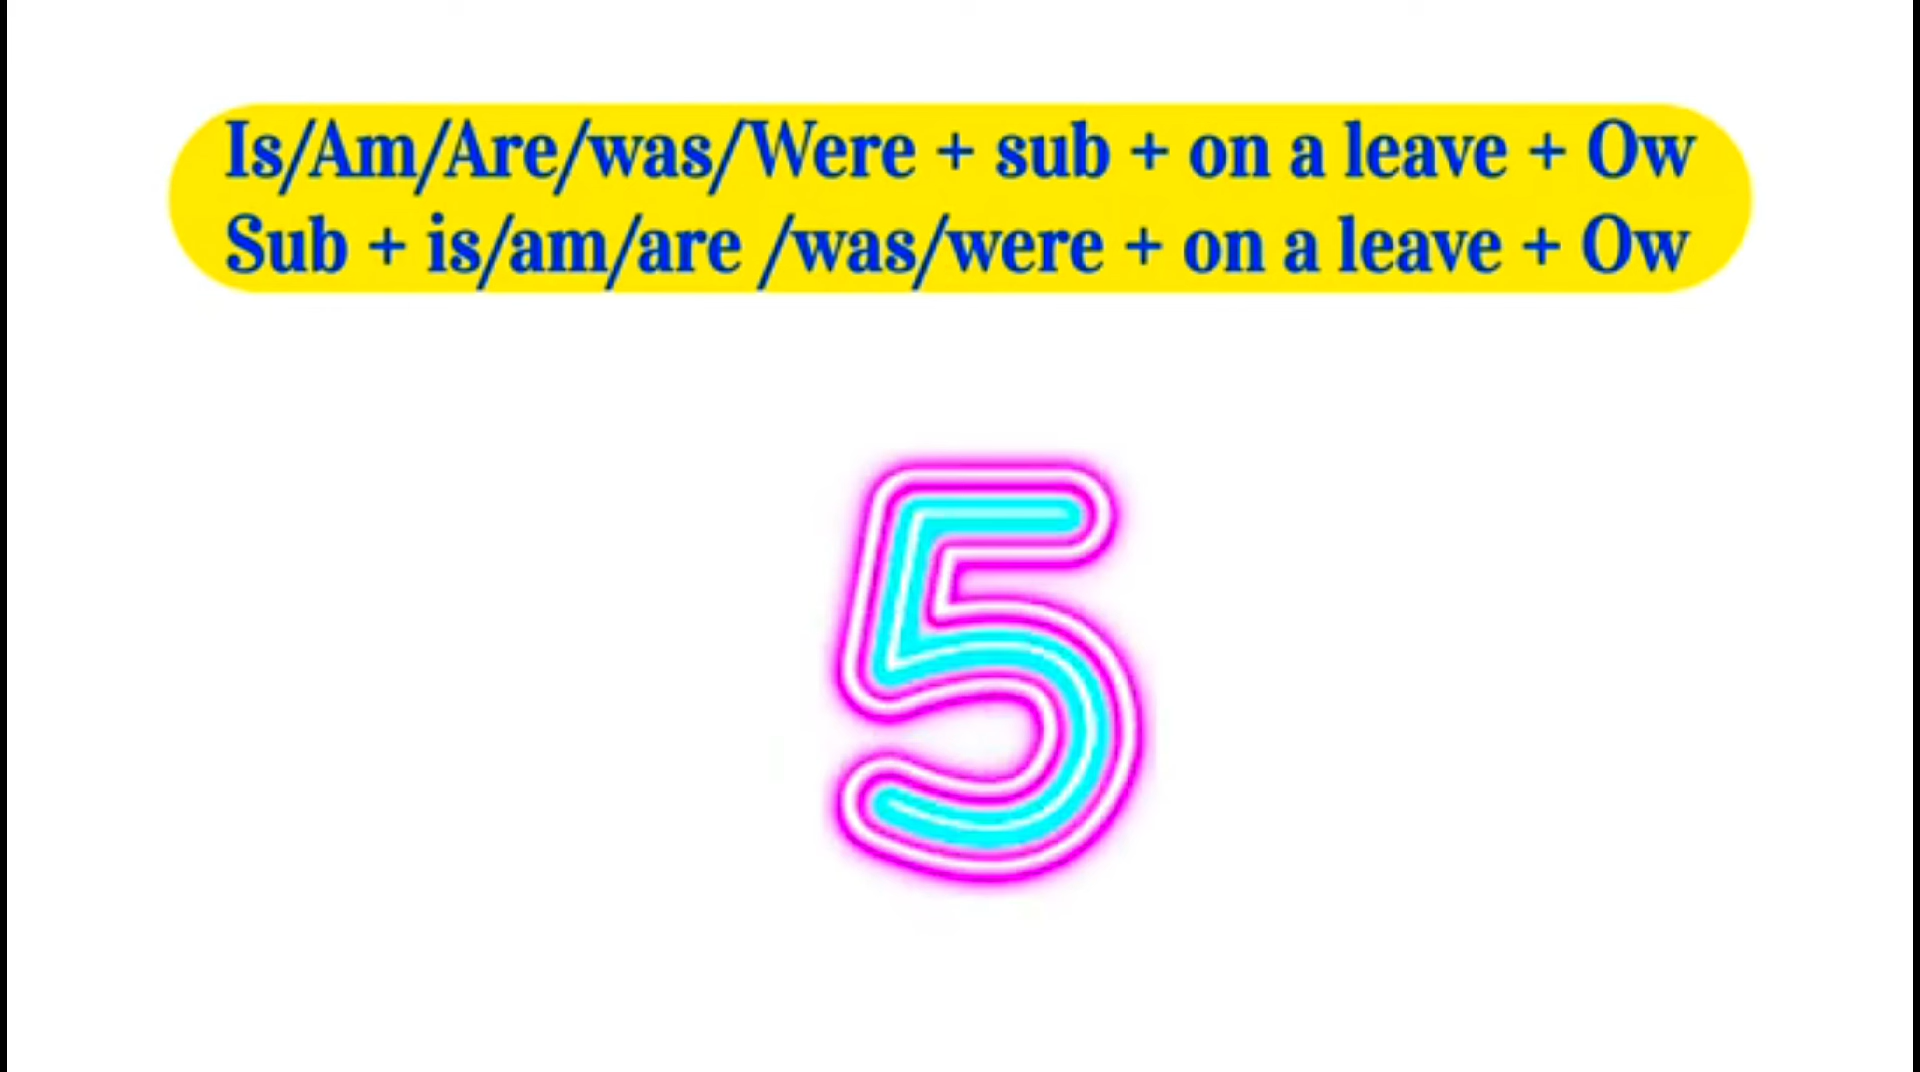 Is/Am/Are/was/Were + sub + on a leave + Ow
Sub + is/am/are /was/were + on a leave + Ow
5